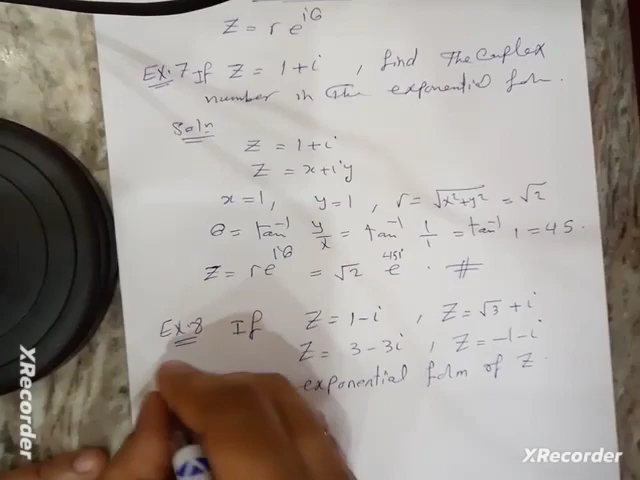 Z = r e^{iθ}
Ex:7 If Z = 1+i , find The complex
number in The exponential form.
Soln
Z = 1+i
Z = x+iy
x=1, y=1, r= √x²+y² = √2
θ = tan⁻¹ y/x = tan⁻¹ 1/1 = tan⁻¹ 1 = 45.
Z = re^{iθ} = √2 e^{45i} . #
Ex.8 If Z = 1-i , Z = √3 + i
Z = 3-3i , Z = -1-i
exponential form of Z.
XRecorder
XRecorder